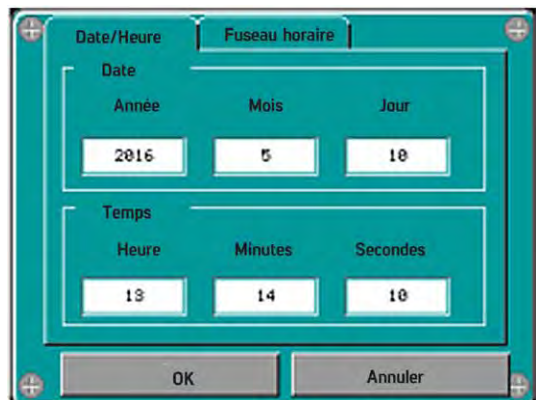 Date/Heure Fuseau horaire
Date
Année Mois Jour
2016 5 10
Temps
Heure Minutes Secondes
13 14 10
OK Annuler